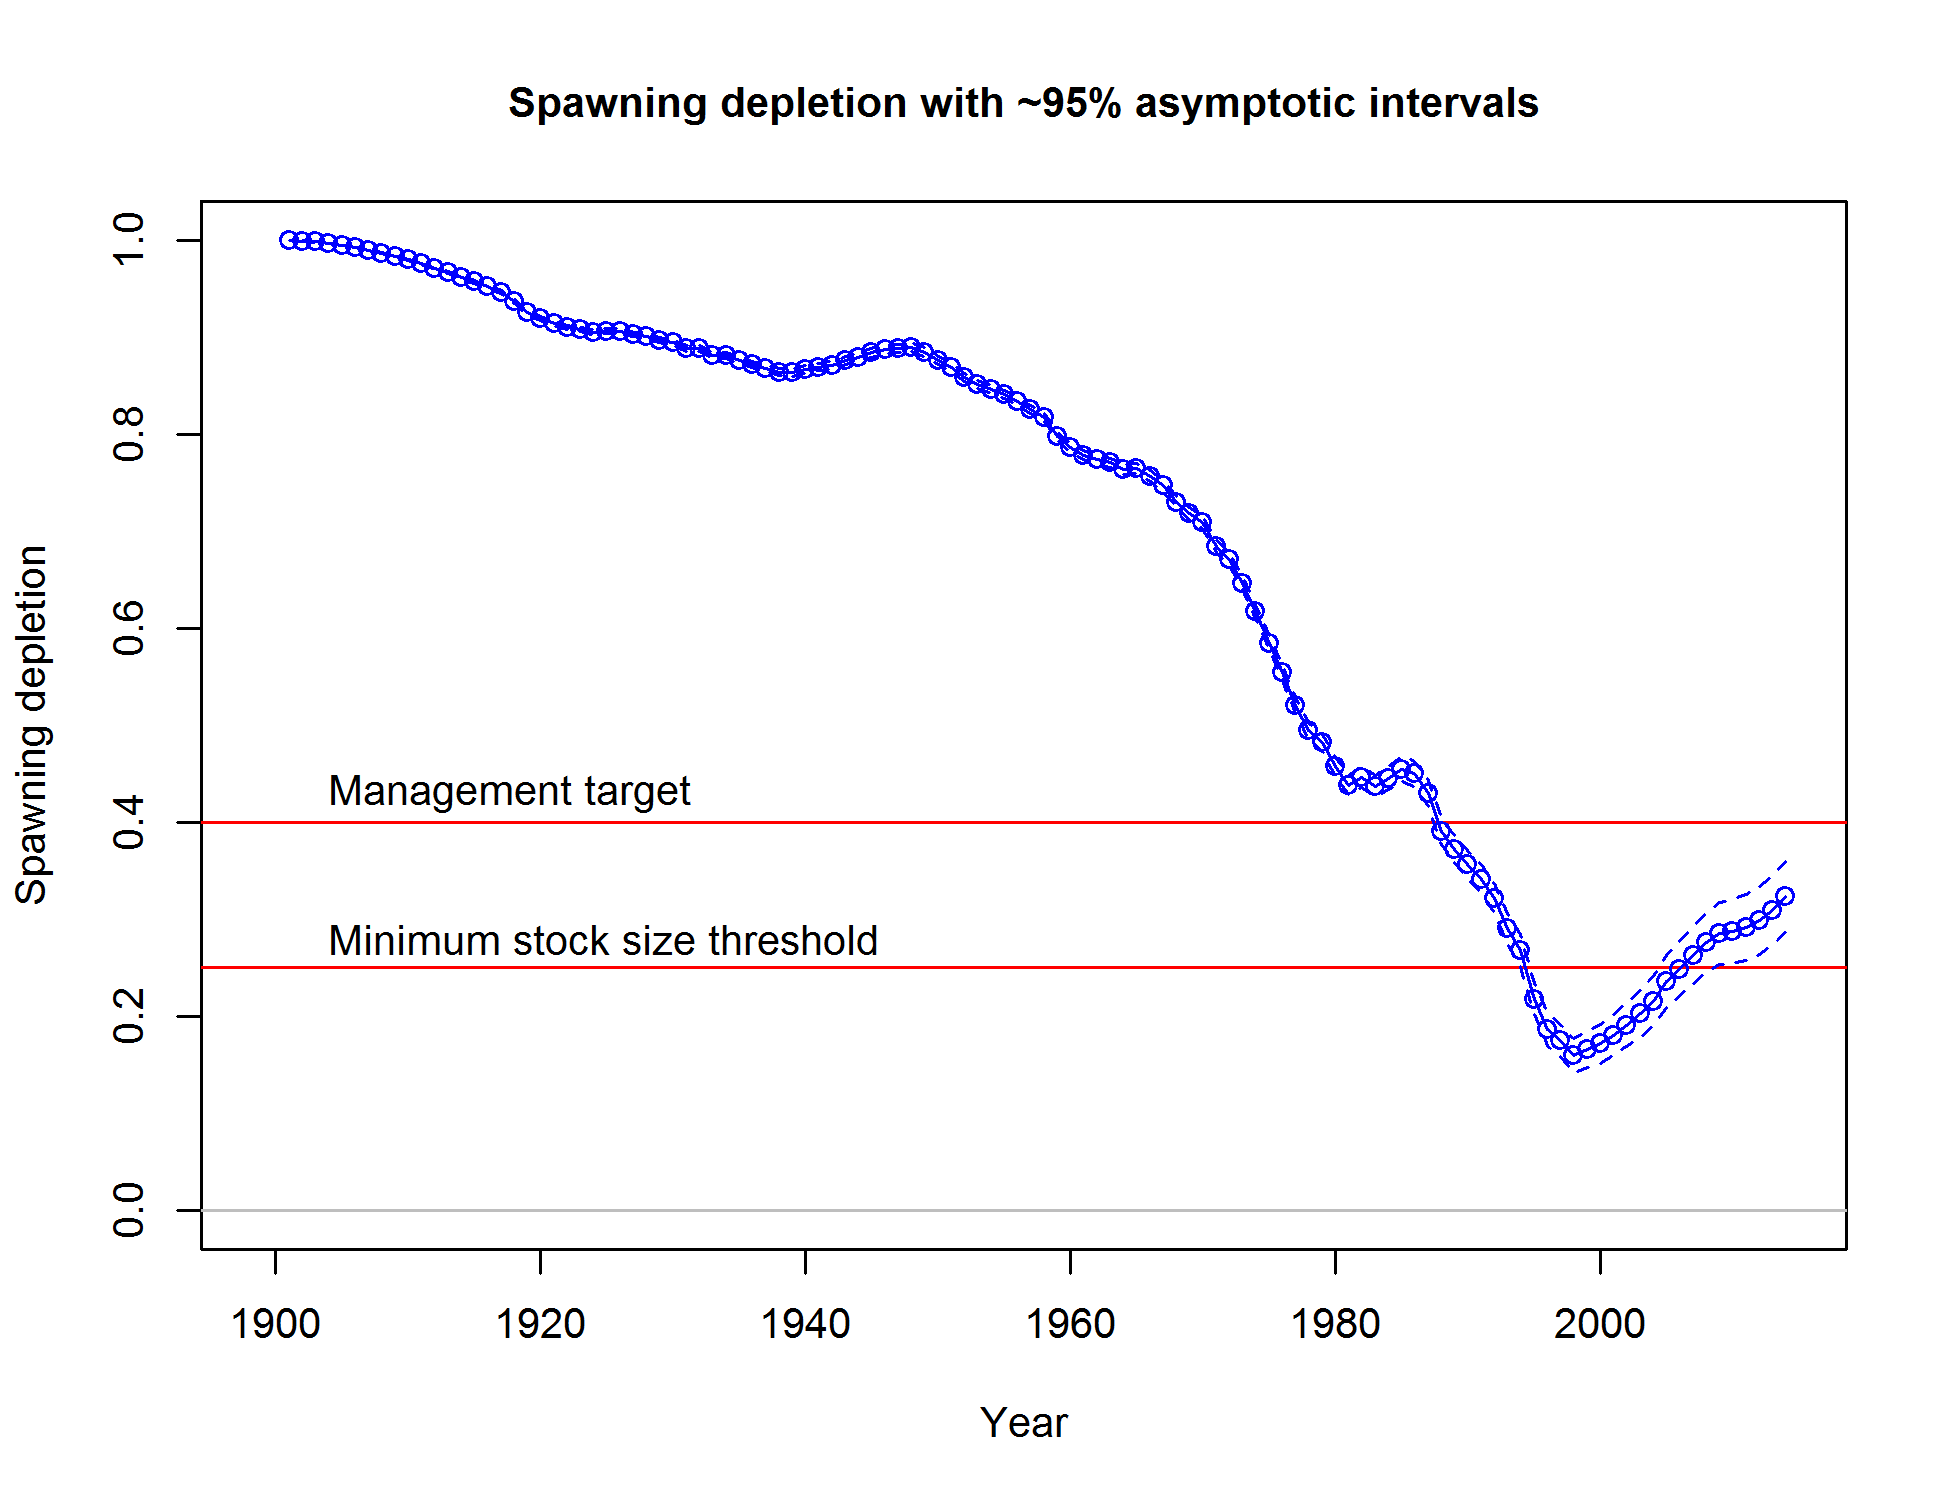 Spawning depletion with ~95% asymptotic intervals
Spawning depletion
1.0
0.8
0.6
0.4
0.2
0.0
Management target
Minimum stock size threshold
1900 1920 1940 1960 1980 2000
Year